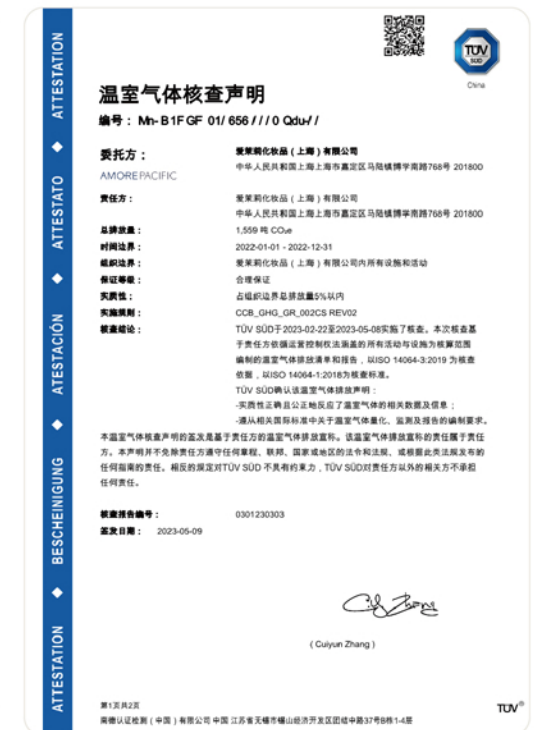 TÜV
SÜD
China
温室气体核查声明
编号：Mn- B 1F GF 01/ 656 / / / 0 Qdu-/ /
委托方：
爱茉莉化妆品（上海）有限公司
中华人民共和国上海上海市嘉定区马陆镇博学南路768号 201800
AMOREPACIFIC
责任方：
爱茉莉化妆品（上海）有限公司
中华人民共和国上海上海市嘉定区马陆镇博学南路768号 201800
总排放量： 1,559 吨 CO₂e
时间边界： 2022-01-01 - 2022-12-31
组织边界： 爱茉莉化妆品（上海）有限公司内所有设施和活动
保证等级： 合理保证
实质性： 占组织边界总排放量5%以内
实施规则： CCB_GHG_GR_002CS REV02
核查结论： TÜV SÜD于2023-02-22至2023-05-08实施了核查。本次核查基
于责任方依循运营控制权法涵盖的所有活动与设施为核算范围
编制的温室气体排放清单和报告，以ISO 14064-3:2019 为核查
依据，以ISO 14064-1:2018为核查标准。
TÜV SÜD确认该温室气体排放声明：
-实质性正确且公正地反应了温室气体的相关数据及信息；
-遵从相关国际标准中关于温室气体量化、监测及报告的编制要求。
本温室气体核查声明的签发是基于责任方的温室气体排放宣称。该温室气体排放宣称的责任属于责任
方。本声明并不免除责任方遵守任何章程、联邦、国家或地区的法令和法规、或根据此类法规发布的
任何指南的责任。相反的规定对TÜV SÜD 不具有约束力，TÜV SÜD对责任方以外的相关方不承担
任何责任。
核查报告编号： 0301230303
签发日期： 2023-05-09
( Cuiyun Zhang )
第1页共2页
南德认证检测（中国）有限公司 中国 江苏省无锡市锡山经济开发区团结中路37号B栋1-4层
TÜV®
ATTESTATION ◆ BESCHEINIGUNG ◆ ATESTACIÓN ◆ ATTESTATO ◆ ATTESTATION